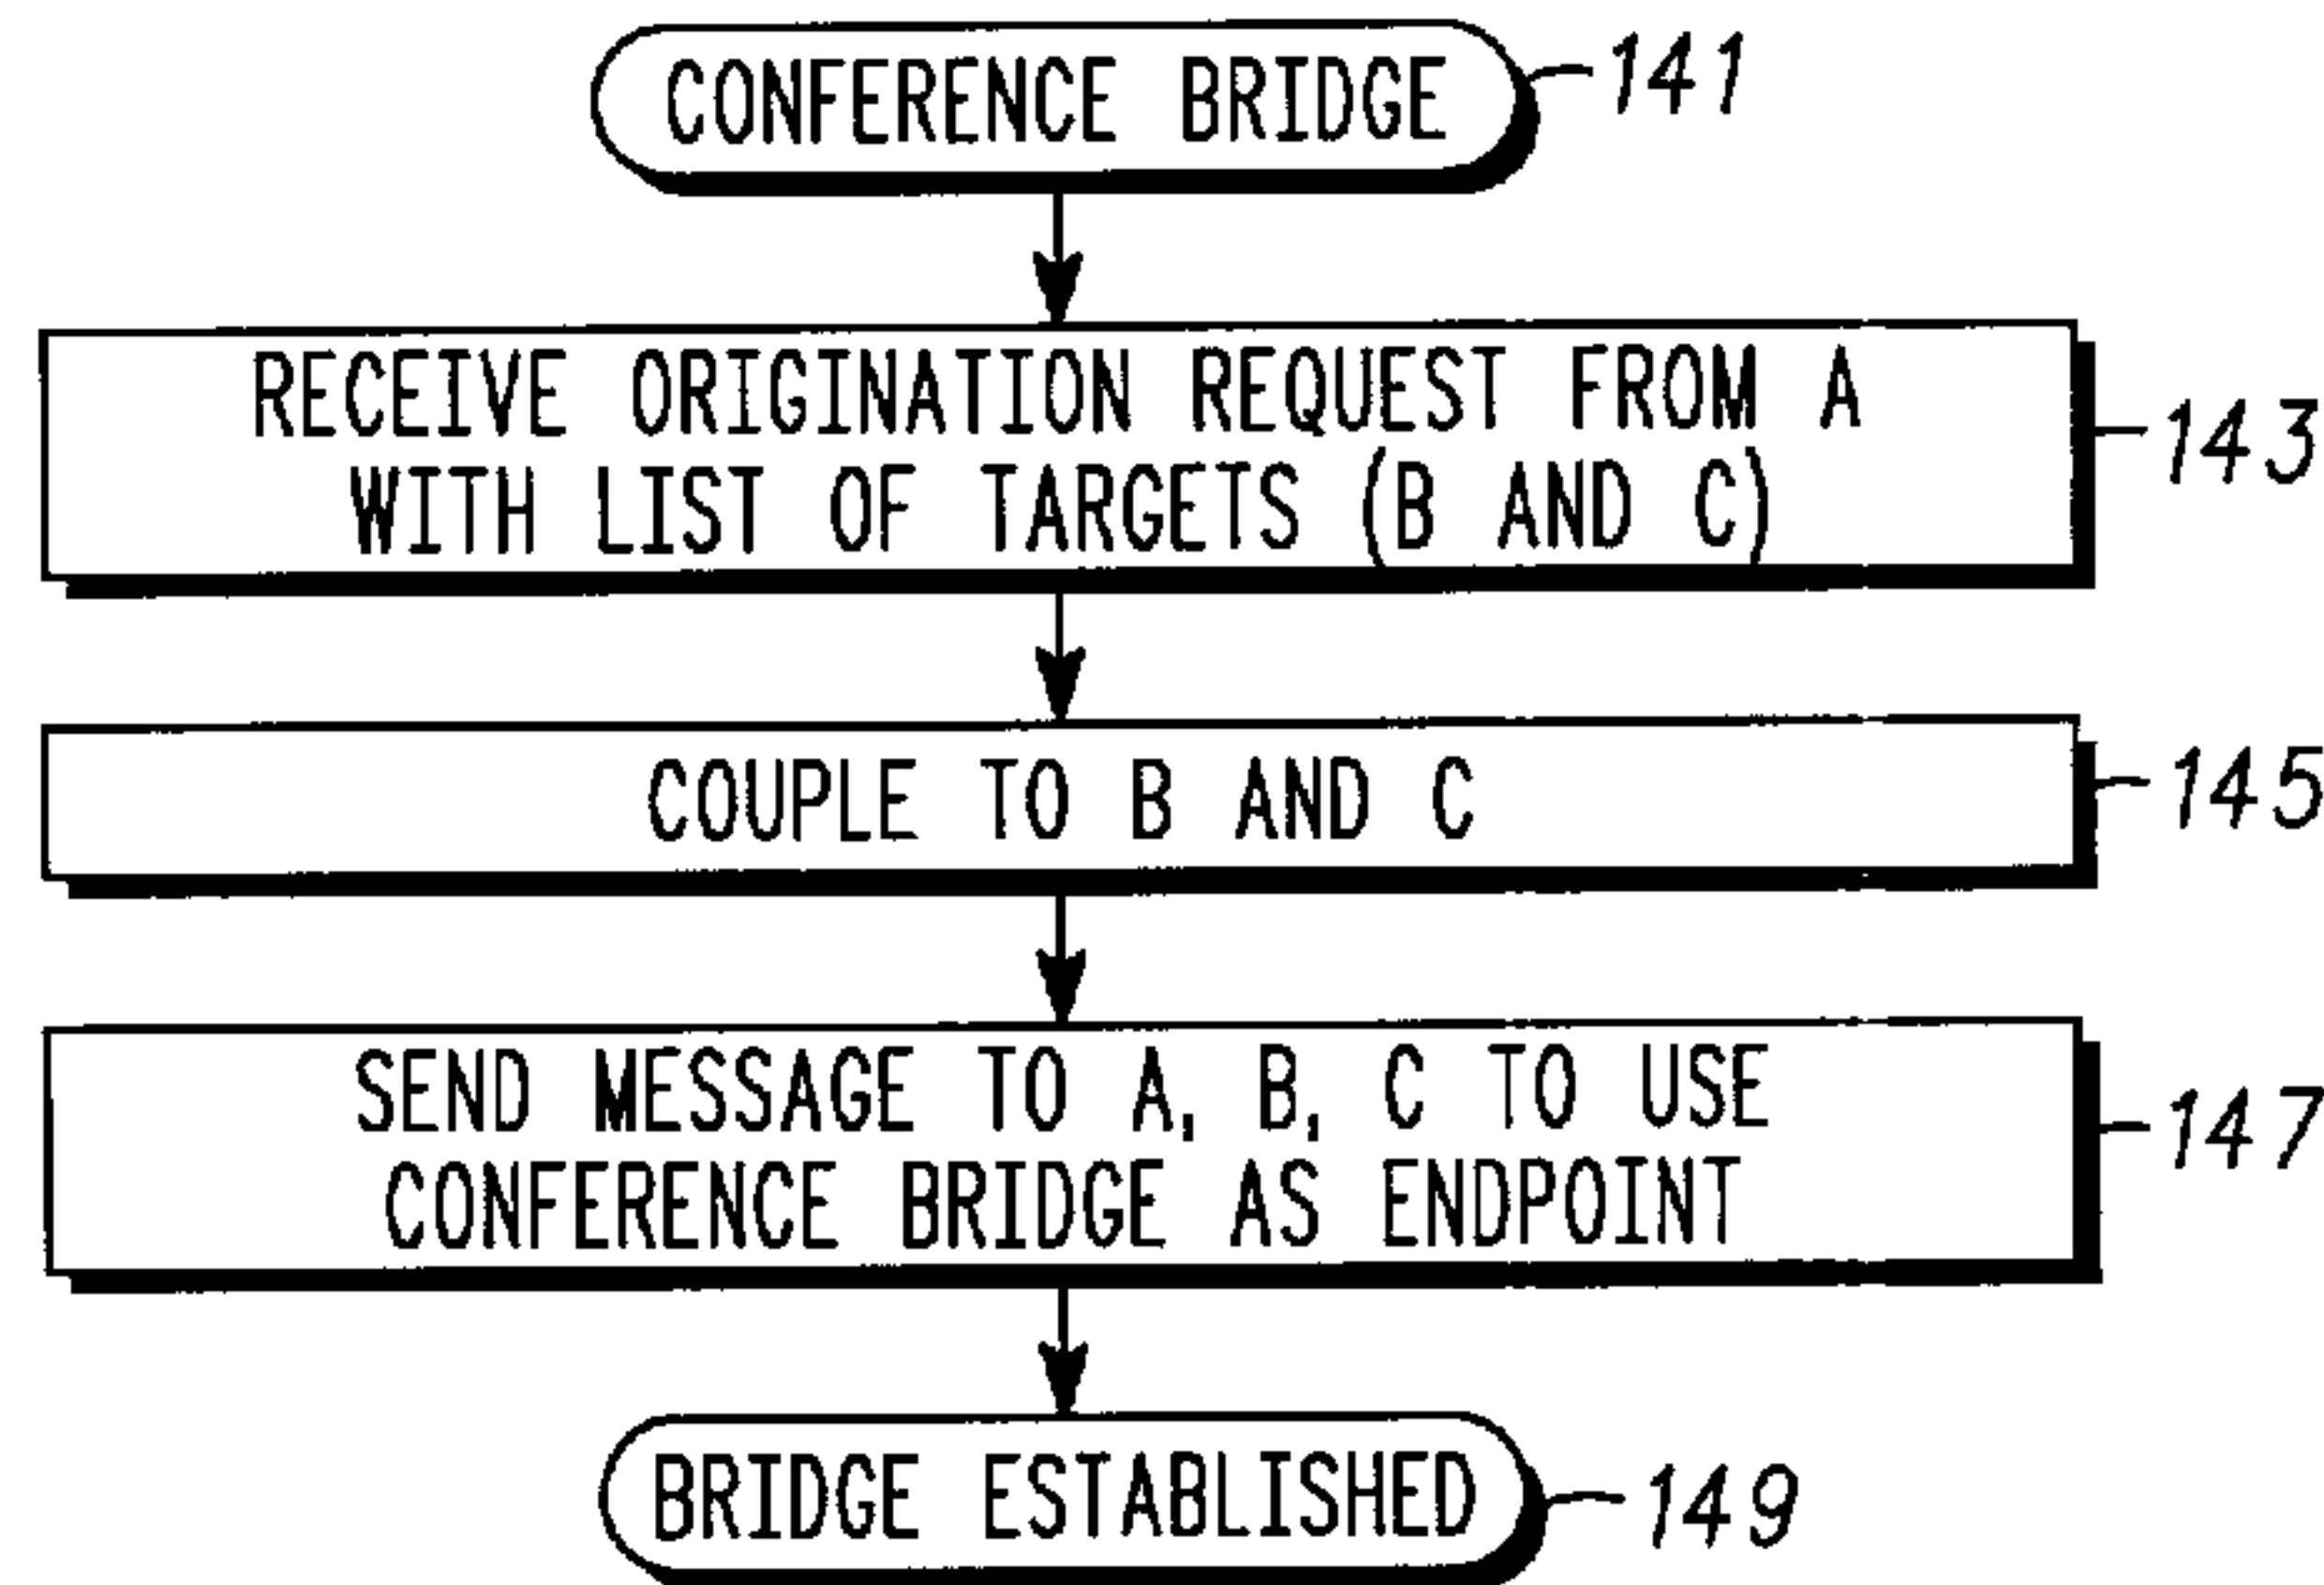 CONFERENCE BRIDGE 141
RECEIVE ORIGINATION REQUEST FROM A
WITH LIST OF TARGETS (B AND C)
143
COUPLE TO B AND C 145
SEND MESSAGE TO A, B, C TO USE
CONFERENCE BRIDGE AS ENDPOINT
147
BRIDGE ESTABLISHED 149